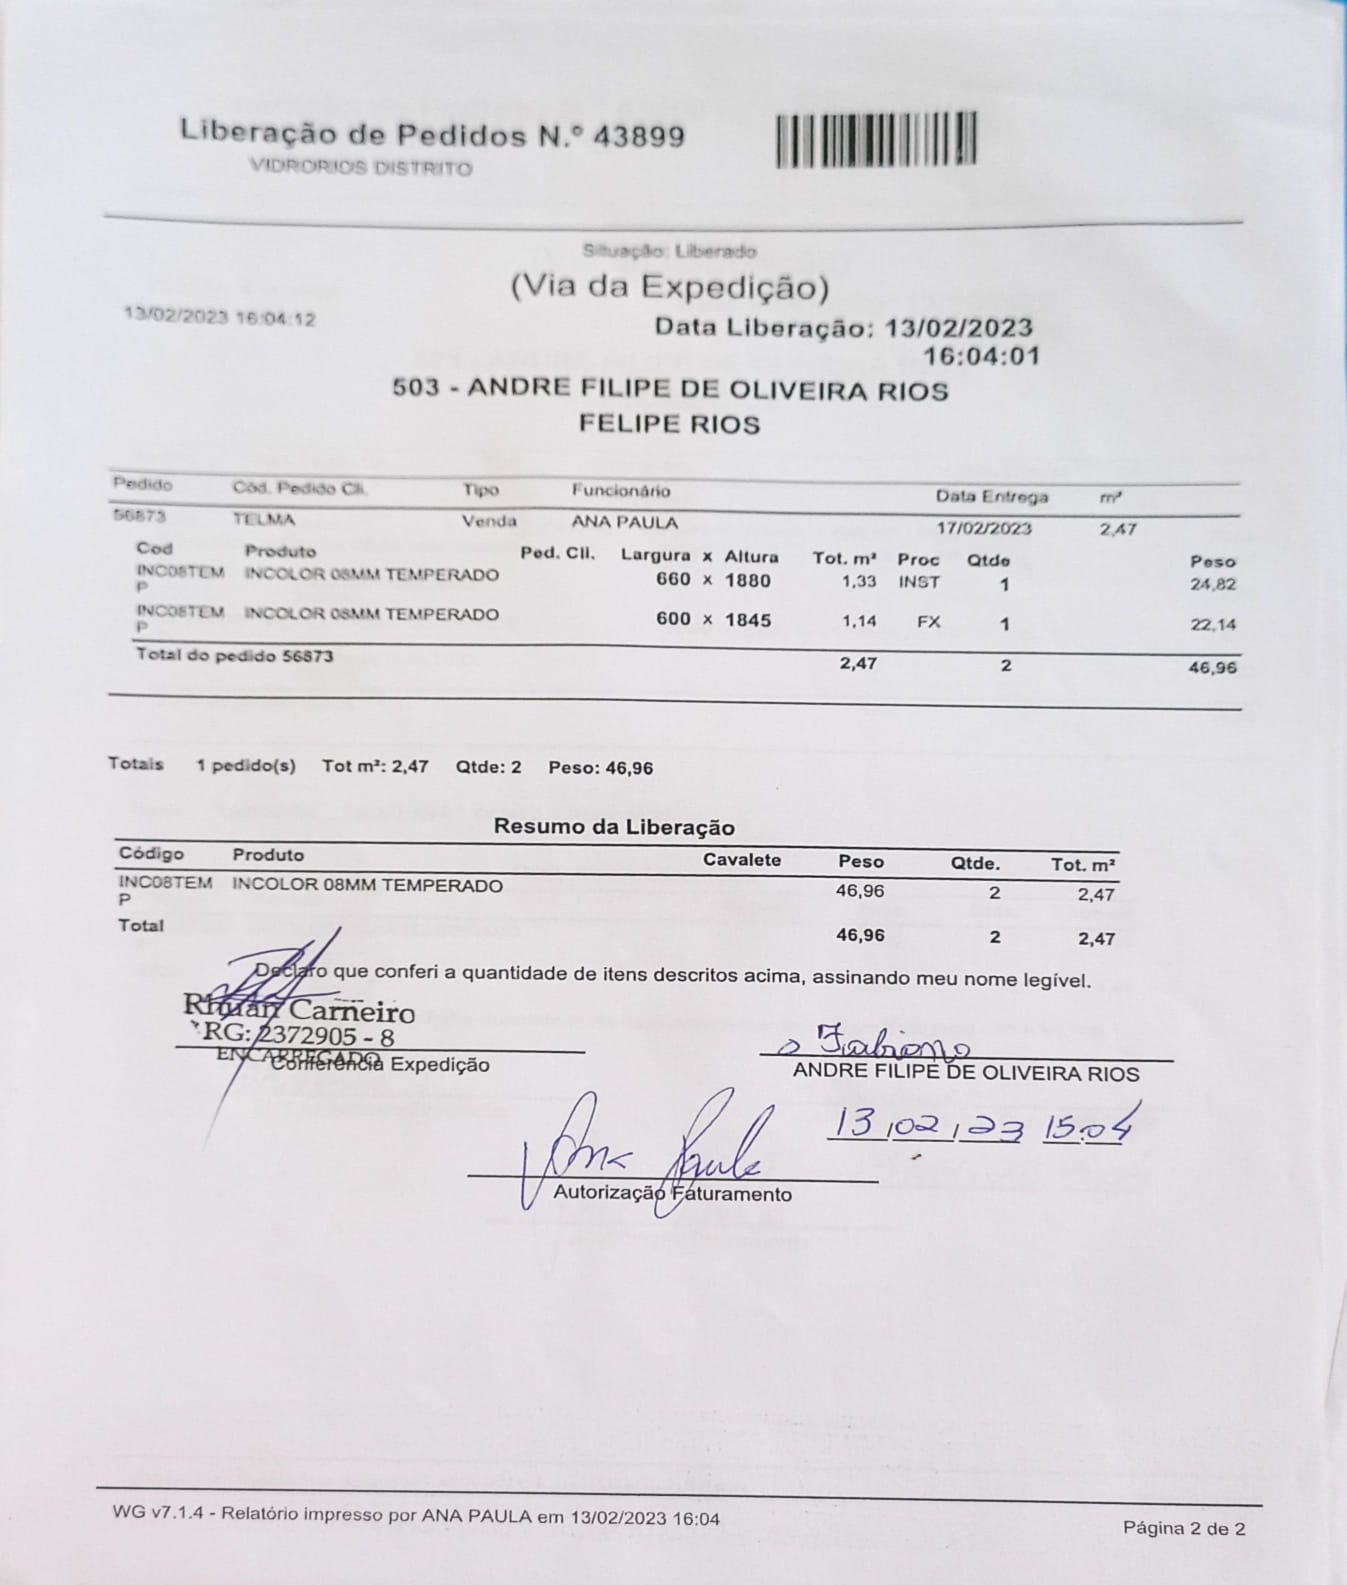 Liberação de Pedidos N.º 43899
VIDRORIOS DISTRITO
Situação: Liberado
(Via da Expedição)
13/02/2023 16:04:12
Data Liberação: 13/02/2023
16:04:01
503 - ANDRE FILIPE DE OLIVEIRA RIOS
FELIPE RIOS
Pedido Cód. Pedido Cli. Tipo Funcionário Data Entrega m²
56873 TELMA Venda ANA PAULA 17/02/2023 2,47
Cod Produto Ped. Cli. Largura x Altura Tot. m² Proc Qtde Peso
INC08TEM INCOLOR 08MM TEMPERADO 660 x 1880 1,33 INST 1 24,82
P
INC08TEM INCOLOR 08MM TEMPERADO 600 x 1845 1,14 FX 1 22,14
P
Total do pedido 56873 2,47 2 46,96
Totais 1 pedido(s) Tot m²: 2,47 Qtde: 2 Peso: 46,96
Resumo da Liberação
Código Produto Cavalete Peso Qtde. Tot. m²
INC08TEM INCOLOR 08MM TEMPERADO 46,96 2 2,47
P
Total 46,96 2 2,47
Declaro que conferi a quantidade de itens descritos acima, assinando meu nome legível.
Rhuan Carneiro
RG: 2372905 - 8
ENCARREGADO
Conferência Expedição
Fabiano
ANDRE FILIPE DE OLIVEIRA RIOS
13/02/23 15:04
Ana Paula
Autorização Faturamento
WG v7.1.4 - Relatório impresso por ANA PAULA em 13/02/2023 16:04
Página 2 de 2